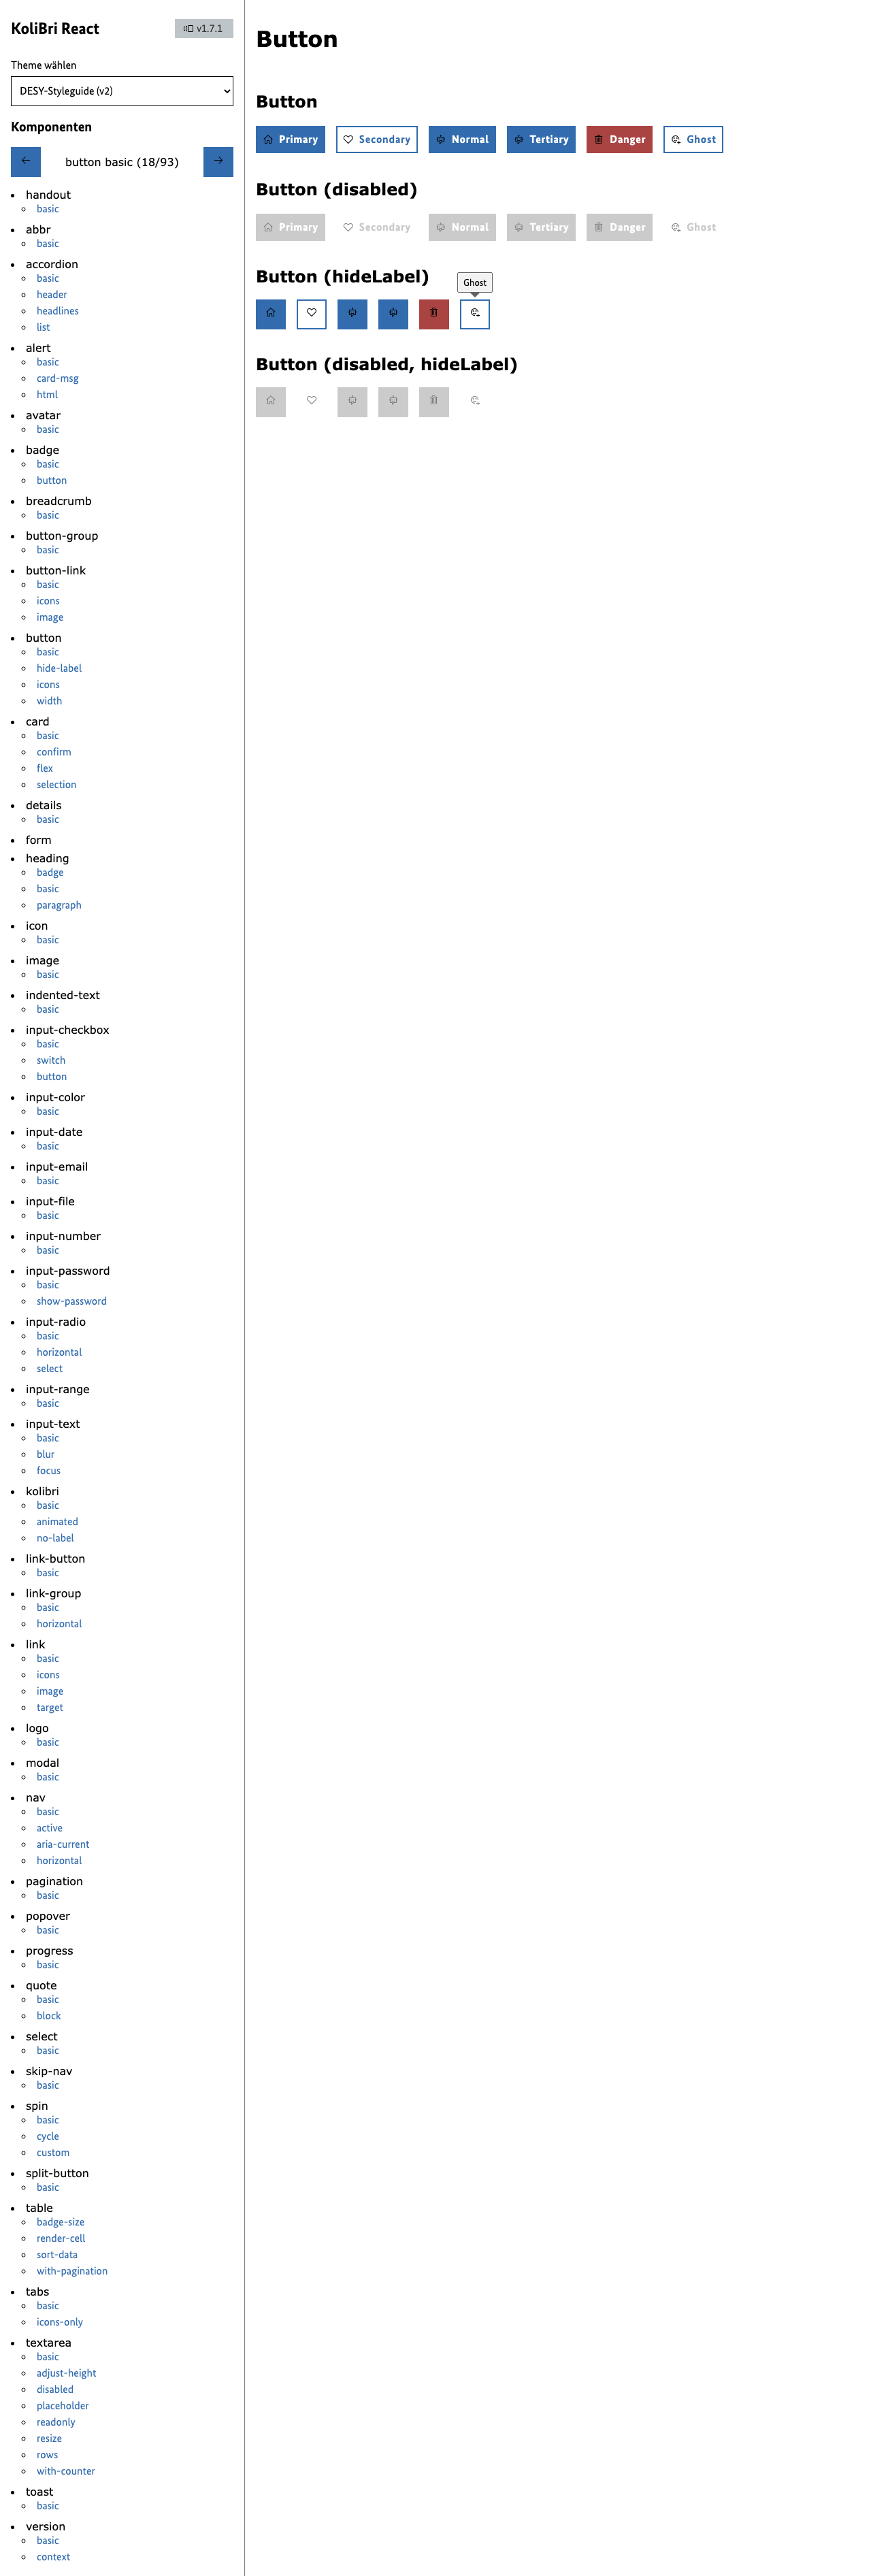 KoliBri React
v1.7.1
Theme wählen
DESY-Styleguide (v2)
Komponenten
button basic (18/93)
handout
basic
abbr
basic
accordion
basic
header
headlines
list
alert
basic
card-msg
html
avatar
basic
badge
basic
button
breadcrumb
basic
button-group
basic
button-link
basic
icons
image
button
basic
hide-label
icons
width
card
basic
confirm
flex
selection
details
basic
form
heading
badge
basic
paragraph
icon
basic
image
basic
indented-text
basic
input-checkbox
basic
switch
button
input-color
basic
input-date
basic
input-email
basic
input-file
basic
input-number
basic
input-password
basic
show-password
input-radio
basic
horizontal
select
input-range
basic
input-text
basic
blur
focus
kolibri
basic
animated
no-label
link-button
basic
link-group
basic
horizontal
link
basic
icons
image
target
logo
basic
modal
basic
nav
basic
active
aria-current
horizontal
pagination
basic
popover
basic
progress
basic
quote
basic
block
select
basic
skip-nav
basic
spin
basic
cycle
custom
split-button
basic
table
badge-size
render-cell
sort-data
with-pagination
tabs
basic
icons-only
textarea
basic
adjust-height
disabled
placeholder
readonly
resize
rows
with-counter
toast
basic
version
basic
context
Button
Button
Primary Secondary Normal Tertiary Danger Ghost
Button (disabled)
Primary Secondary Normal Tertiary Danger Ghost
Button (hideLabel)
Ghost
Button (disabled, hideLabel)